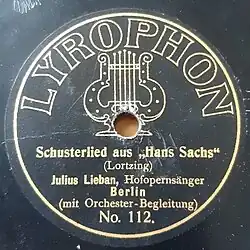 LYROPHON
Schusterlied aus „Hans Sachs“
(Lortzing)
Julius Lieban, Hofopernsänger
Berlin
(mit Orchester-Begleitung)
No. 112.